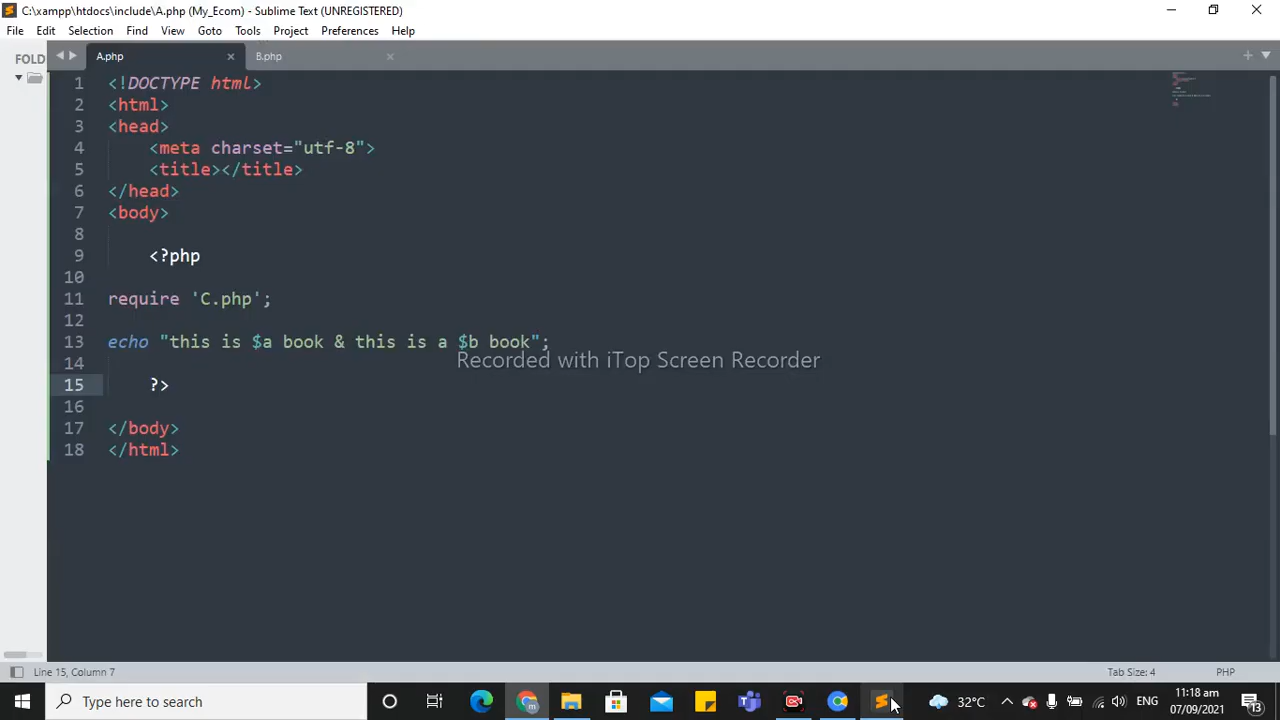 C:\xampp\htdocs\include\A.php (My_Ecom) - Sublime Text (UNREGISTERED)
File Edit Selection Find View Goto Tools Project Preferences Help
FOLD
A.php B.php
1 <!DOCTYPE html>
2 <html>
3 <head>
4 <meta charset="utf-8">
5 <title></title>
6 </head>
7 <body>
8
9 <?php
10
11 require 'C.php';
12
13 echo "this is $a book & this is a $b book";
Recorded with iTop Screen Recorder
14
15 ?>
16
17 </body>
18 </html>
Line 15, Column 7 Tab Size: 4 PHP
Type here to search 32°C ENG 11:18 am
07/09/2021 13